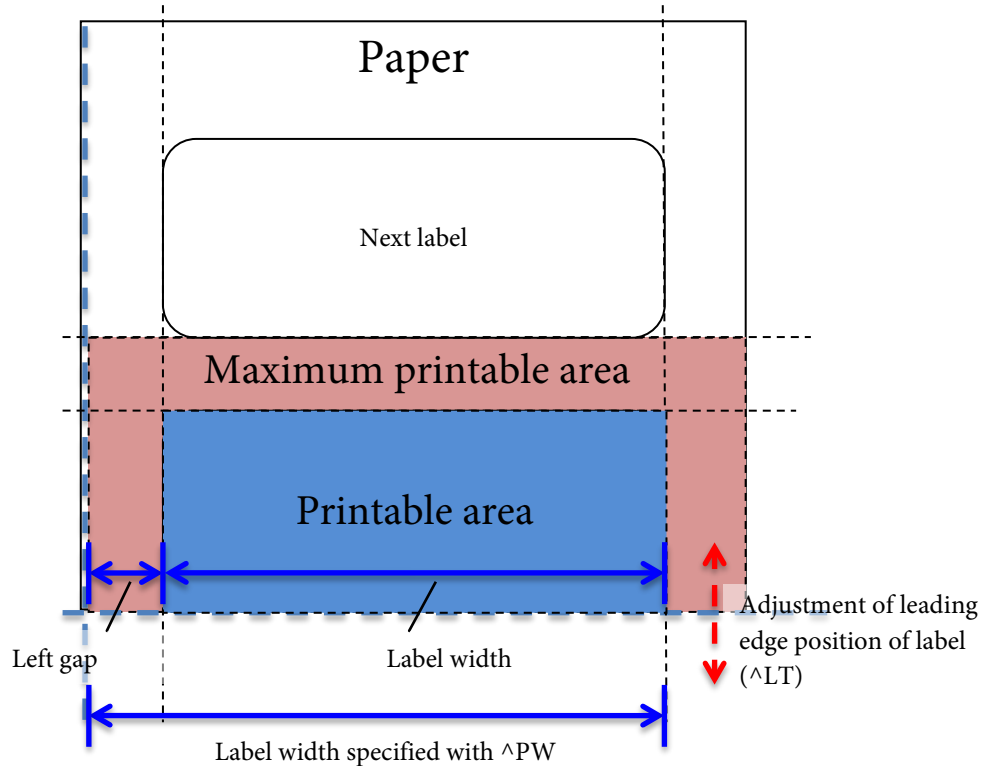 Paper
Next label
Maximum printable area
Printable area
Adjustment of leading
edge position of label
(^LT)
Left gap
Label width
Label width specified with ^PW